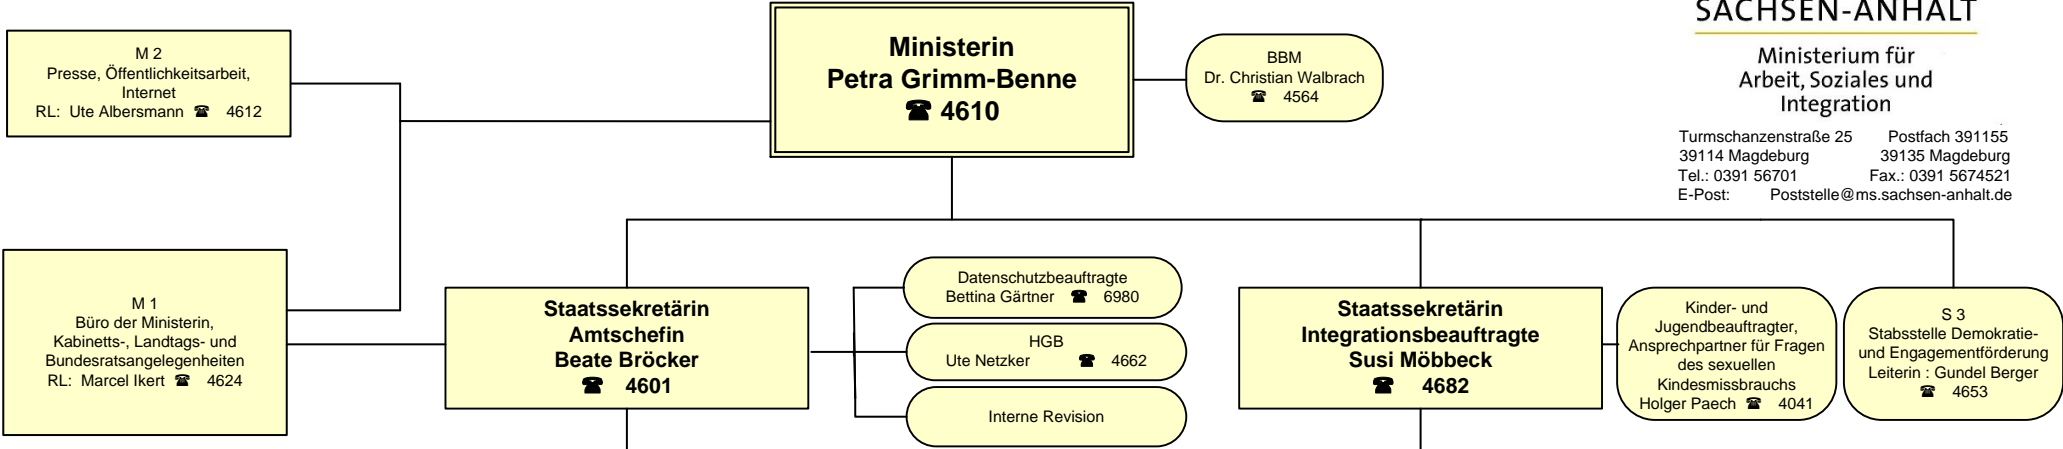 SACHSEN-ANHALT
Ministerium für
Arbeit, Soziales und
Integration
Turmschanzenstraße 25 Postfach 391155
39114 Magdeburg 39135 Magdeburg
Tel.: 0391 56701 Fax.: 0391 5674521
E-Post: Poststelle@ms.sachsen-anhalt.de
M 2
Presse, Öffentlichkeitsarbeit,
Internet
RL: Ute Albersmann ☎ 4612
Ministerin
Petra Grimm-Benne
☎ 4610
BBM
Dr. Christian Walbrach
☎ 4564
M 1
Büro der Ministerin,
Kabinetts-, Landtags- und
Bundesratsangelegenheiten
RL: Marcel Ikert ☎ 4624
Staatssekretärin
Amtschefin
Beate Bröcker
☎ 4601
Datenschutzbeauftragte
Bettina Gärtner ☎ 6980
HGB
Ute Netzker ☎ 4662
Interne Revision
Staatssekretärin
Integrationsbeauftragte
Susi Möbbeck
☎ 4682
Kinder- und
Jugendbeauftragter,
Ansprechpartner für Fragen
des sexuellen
Kindesmissbrauchs
Holger Paech ☎ 4041
S 3
Stabsstelle Demokratie-
und Engagementförderung
Leiterin : Gundel Berger
☎ 4653